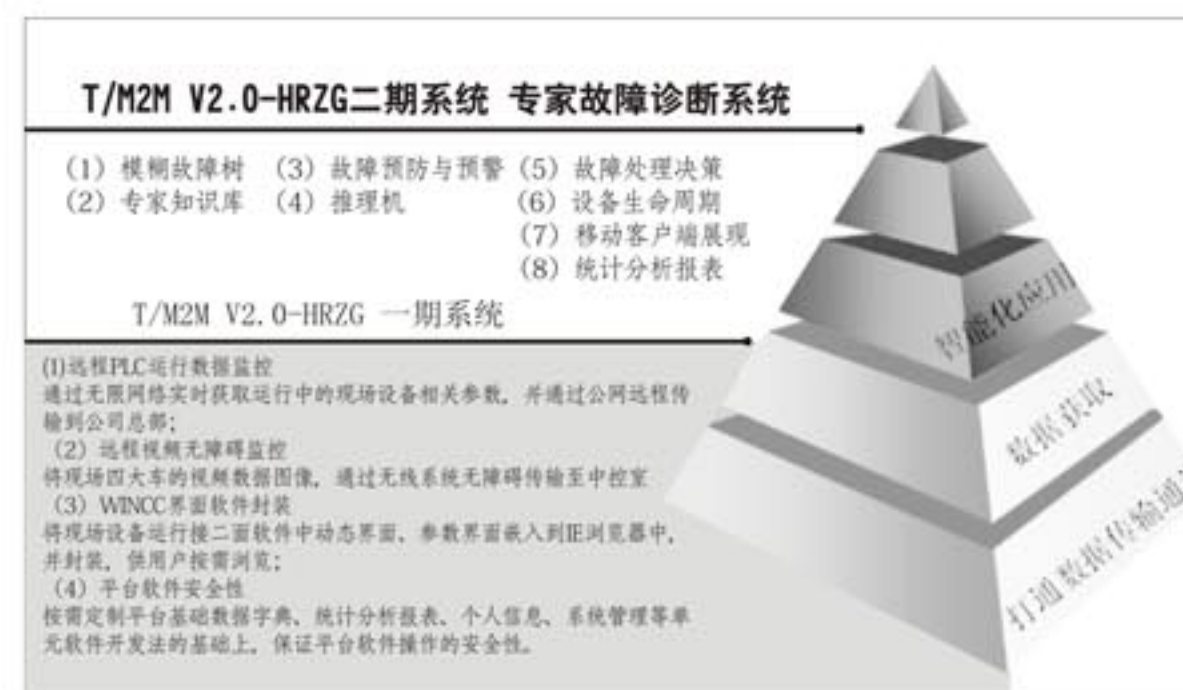 T/M2M V2.0-HRZG二期系统 专家故障诊断系统
(1) 模糊故障树 (3) 故障预防与预警 (5) 故障处理决策
(2) 专家知识库 (4) 推理机 (6) 设备生命周期
(7) 移动客户端展现
(8) 统计分析报表
T/M2M V2.0-HRZG 一期系统
(1)远程PLC运行数据监控
通过无限网络实时获取运行中的现场设备相关参数，并通过公网远程传
输到公司总部;
(2) 远程视频无障碍监控
将现场四大车的视频数据图像，通过无线系统无障碍传输至中控室
(3) WINCC界面软件封装
将现场设备运行接二面软件中动态界面、参数界面嵌入到IE浏览器中，
并封装，供用户按需浏览;
(4) 平台软件安全性
按需定制平台基础数据字典、统计分析报表、个人信息、系统管理等单
元软件开发法的基础上，保证平台软件操作的安全性。
智能化应用
数据获取
打通数据传输通